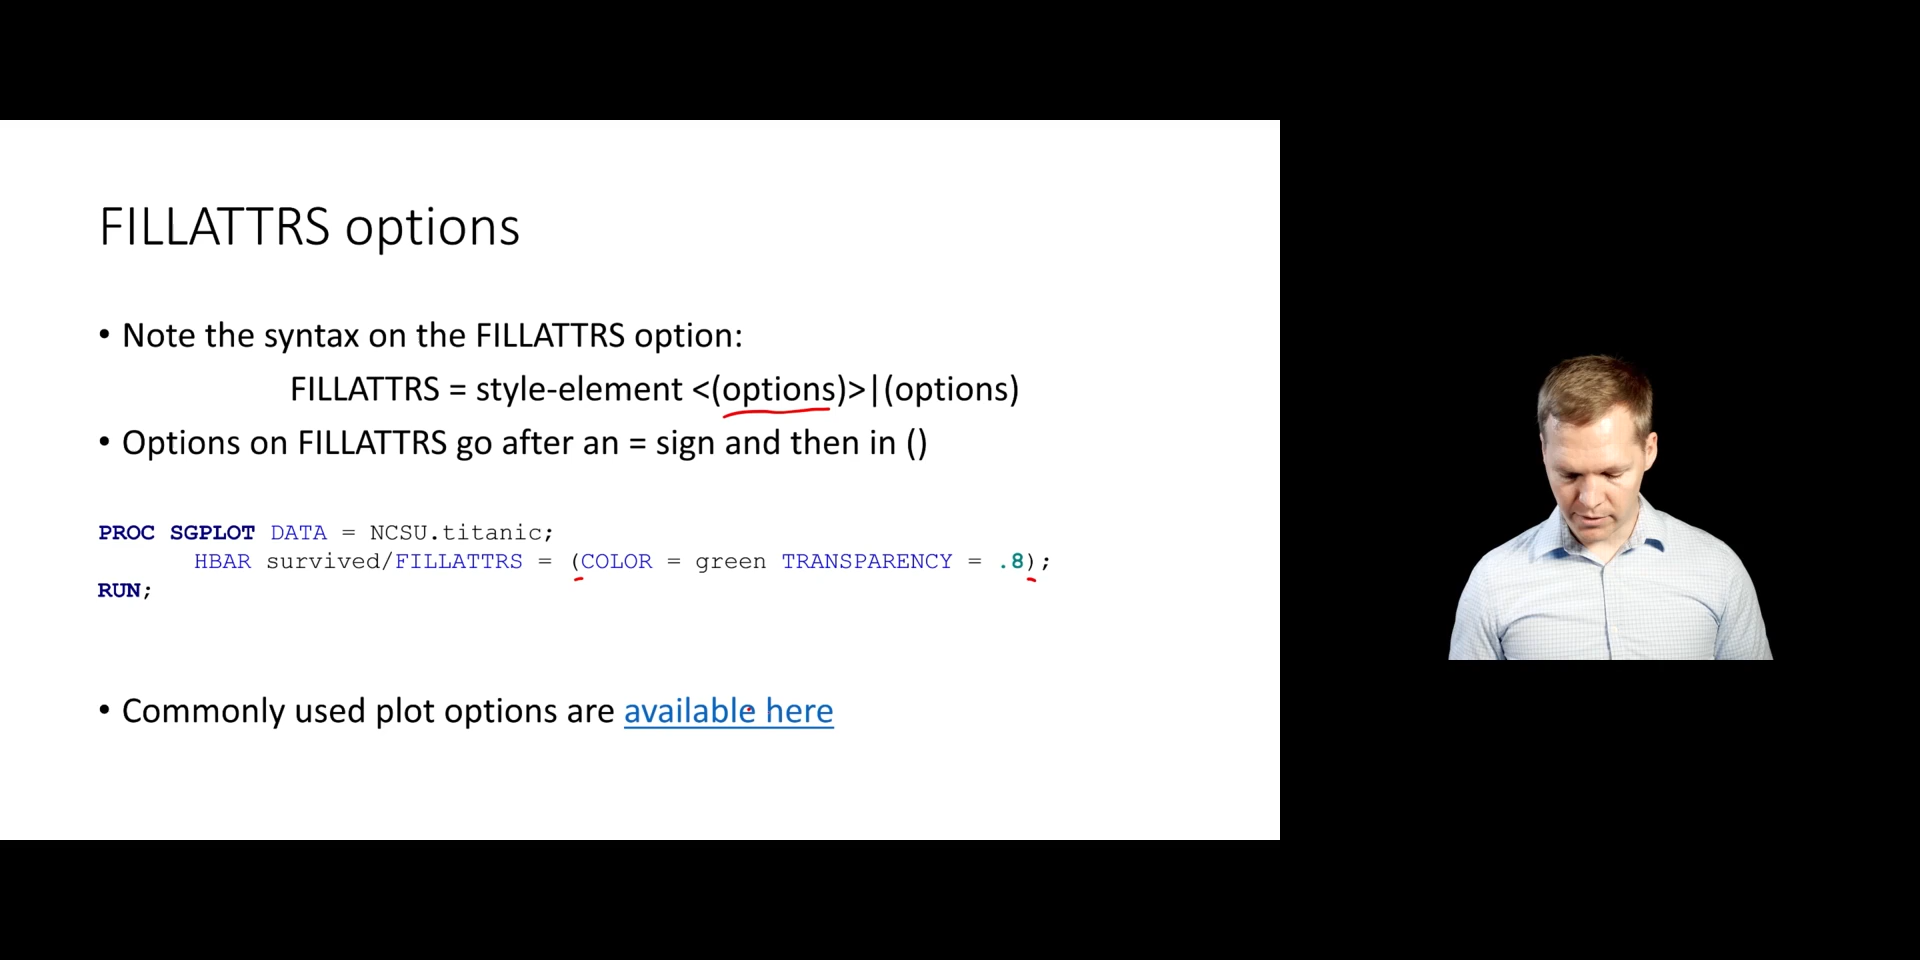 FILLATTRS options
• Note the syntax on the FILLATTRS option:
FILLATTRS = style-element <(options)>|(options)
• Options on FILLATTRS go after an = sign and then in ()
PROC SGPLOT DATA = NCSU.titanic;
HBAR survived/FILLATTRS = (COLOR = green TRANSPARENCY = .8);
RUN;
• Commonly used plot options are available here